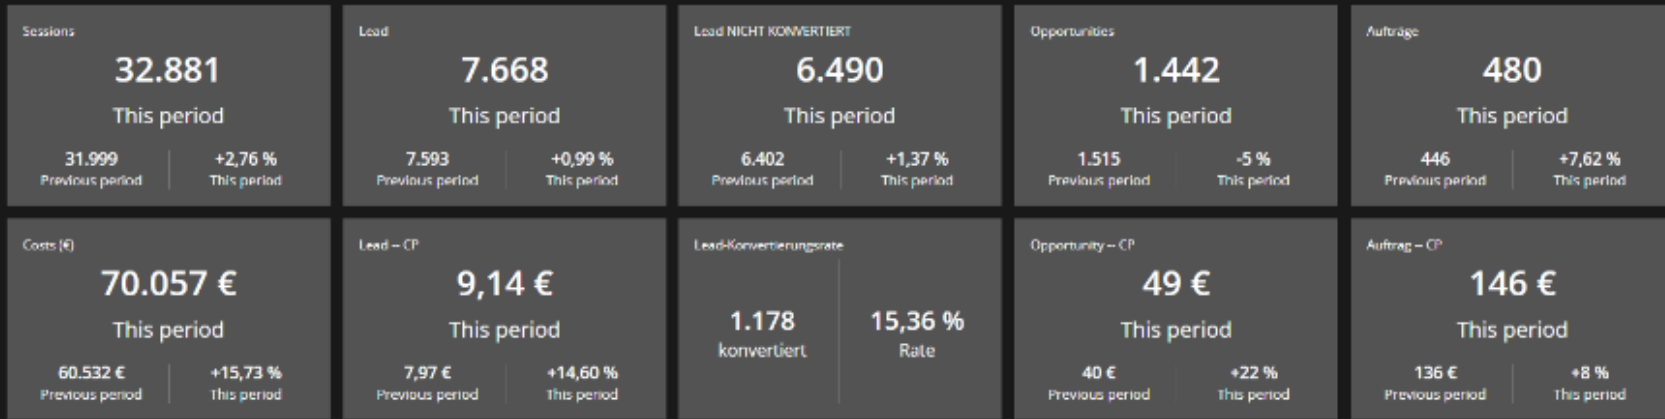 Sessions
32.881
This period
31.999
Previous period
+2,76 %
This period
Lead
7.668
This period
7.593
Previous period
+0,99 %
This period
Lead NICHT KONVERTIERT
6.490
This period
6.402
Previous period
+1,37 %
This period
Opportunities
1.442
This period
1.515
Previous period
-5 %
This period
Aufträge
480
This period
446
Previous period
+7,62 %
This period
Costs (€)
70.057 €
This period
60.532 €
Previous period
+15,73 %
This period
Lead – CP
9,14 €
This period
7,97 €
Previous period
+14,60 %
This period
Lead-Konvertierungsrate
1.178
konvertiert
15,36 %
Rate
Opportunity – CP
49 €
This period
40 €
Previous period
+22 %
This period
Auftrag – CP
146 €
This period
136 €
Previous period
+8 %
This period